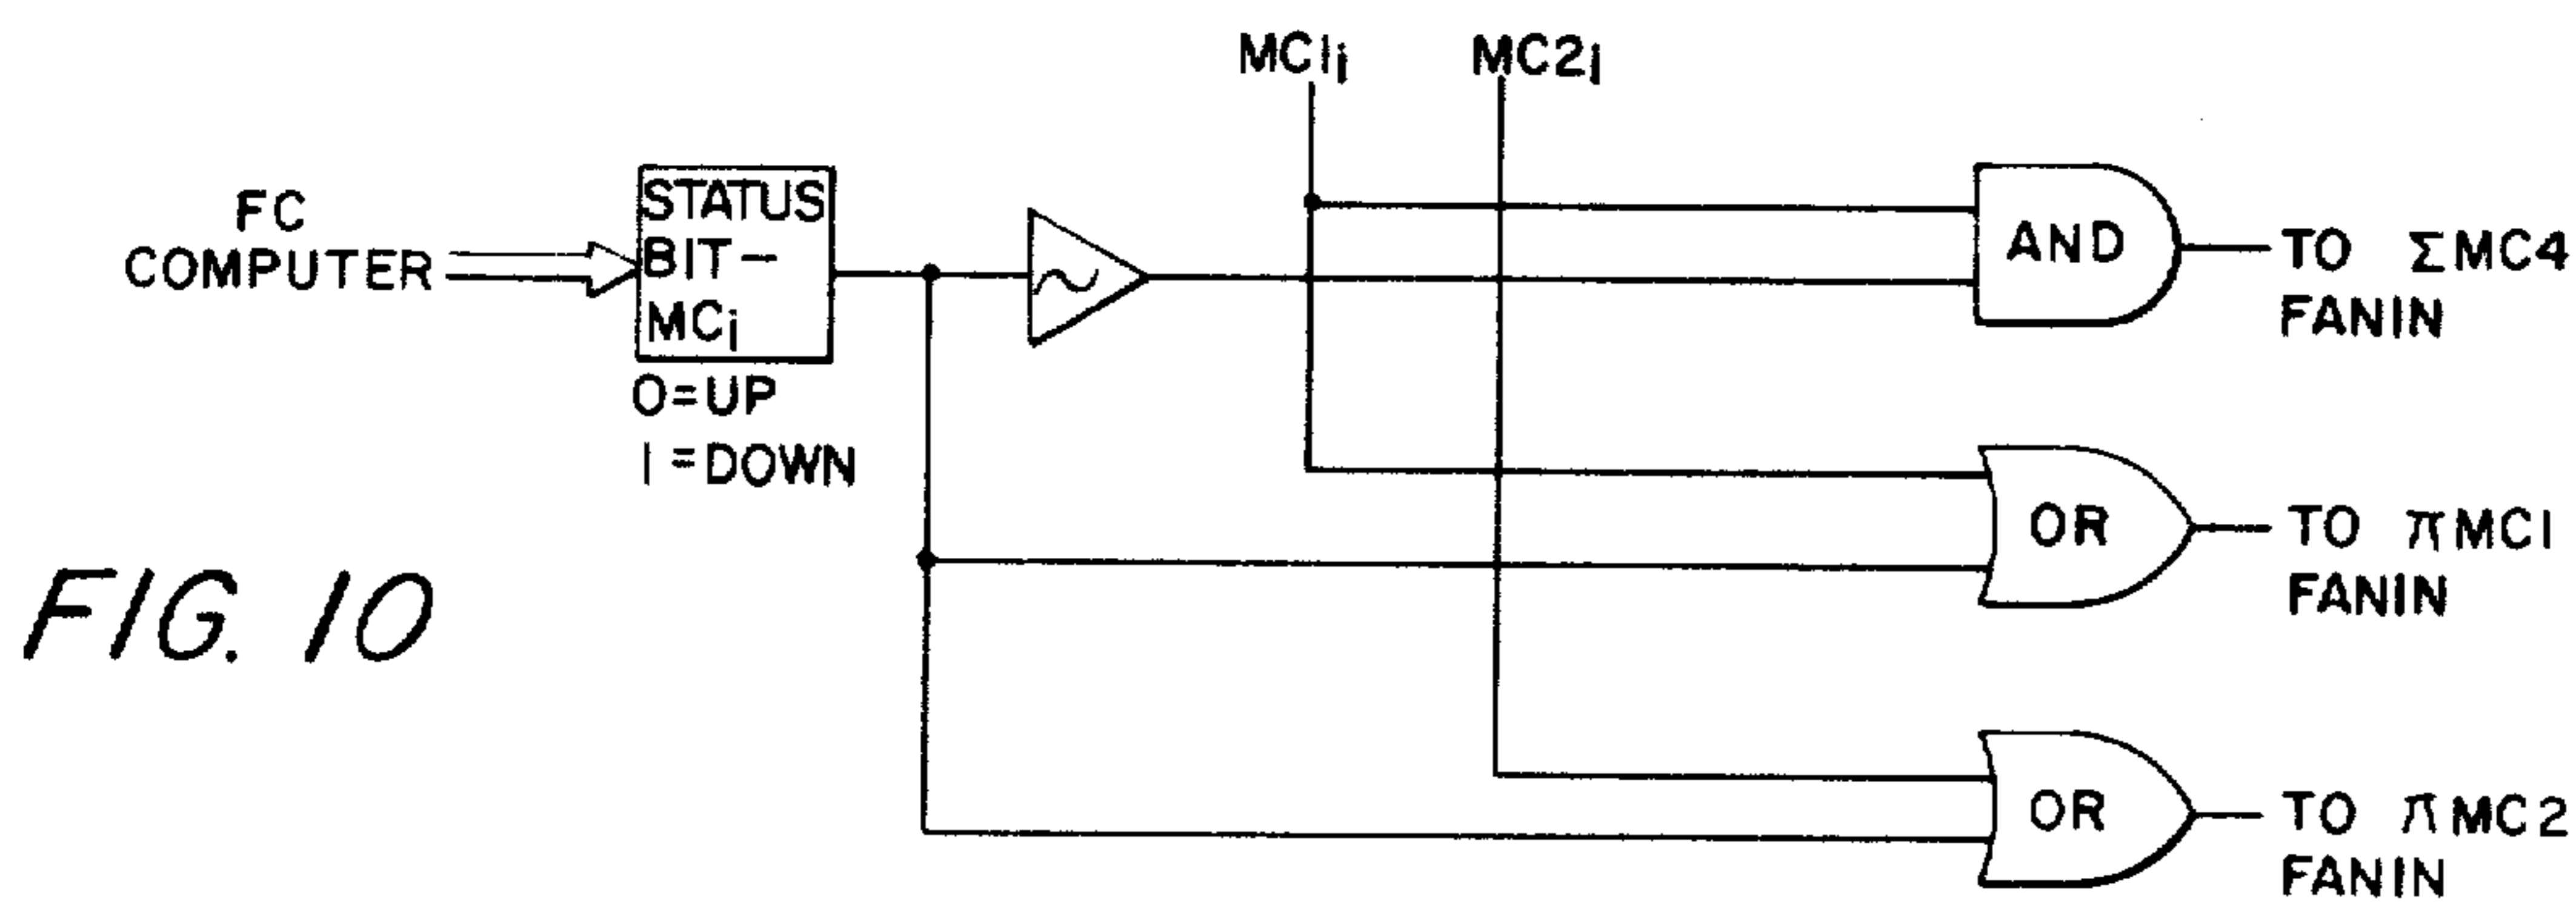 MC1i MC2i
FC
COMPUTER
STATUS
BIT-
MCi
0=UP
1=DOWN
~
AND
TO ΣMC4
FANIN
OR
TO πMC1
FANIN
OR
TO πMC2
FANIN
FIG. 10